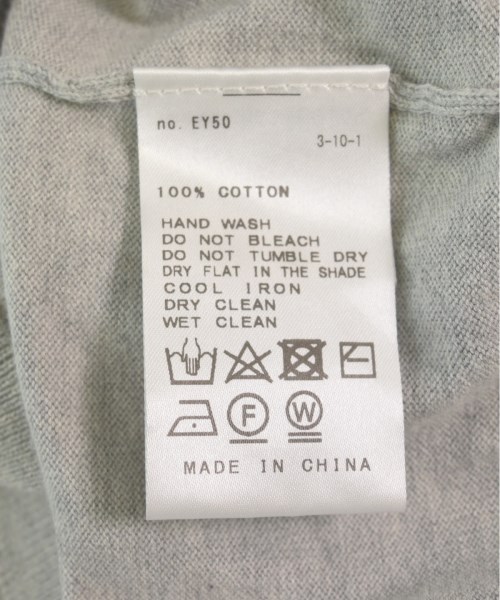 no. EY50
3-10-1
100% COTTON
HAND WASH
DO NOT BLEACH
DO NOT TUMBLE DRY
DRY FLAT IN THE SHADE
COOL IRON
DRY CLEAN
WET CLEAN
F W
MADE IN CHINA